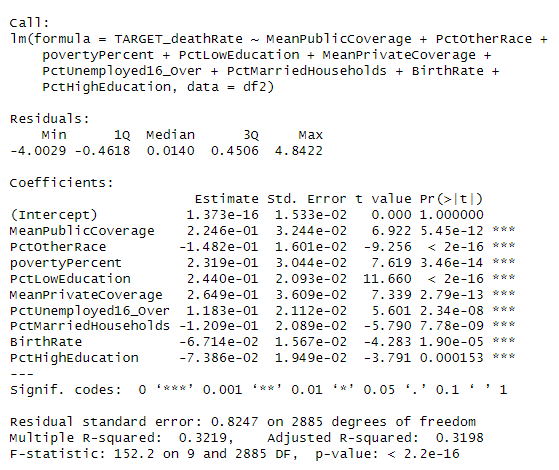 Call:
lm(formula = TARGET_deathRate ~ MeanPublicCoverage + PctOtherRace +
    povertyPercent + PctLowEducation + MeanPrivateCoverage +
    PctUnemployed16_Over + PctMarriedHouseholds + BirthRate +
    PctHighEducation, data = df2)

Residuals:
    Min      1Q  Median      3Q     Max
-4.0029 -0.4618  0.0140  0.4506  4.8422

Coefficients:
                       Estimate Std. Error t value Pr(>|t|)
(Intercept)           1.373e-16  1.533e-02   0.000 1.000000
MeanPublicCoverage    2.246e-01  3.244e-02   6.922 5.45e-12 ***
PctOtherRace         -1.482e-01  1.601e-02  -9.256  < 2e-16 ***
povertyPercent        2.319e-01  3.044e-02   7.619 3.46e-14 ***
PctLowEducation       2.440e-01  2.093e-02  11.660  < 2e-16 ***
MeanPrivateCoverage   2.649e-01  3.609e-02   7.339 2.79e-13 ***
PctUnemployed16_Over  1.183e-01  2.112e-02   5.601 2.34e-08 ***
PctMarriedHouseholds -1.209e-01  2.089e-02  -5.790 7.78e-09 ***
BirthRate            -6.714e-02  1.567e-02  -4.283 1.90e-05 ***
PctHighEducation     -7.386e-02  1.949e-02  -3.791 0.000153 ***
---
Signif. codes:  0 ‘***’ 0.001 ‘**’ 0.01 ‘*’ 0.05 ‘.’ 0.1 ‘ ’ 1

Residual standard error: 0.8247 on 2885 degrees of freedom
Multiple R-squared:  0.3219,    Adjusted R-squared:  0.3198
F-statistic: 152.2 on 9 and 2885 DF,  p-value: < 2.2e-16